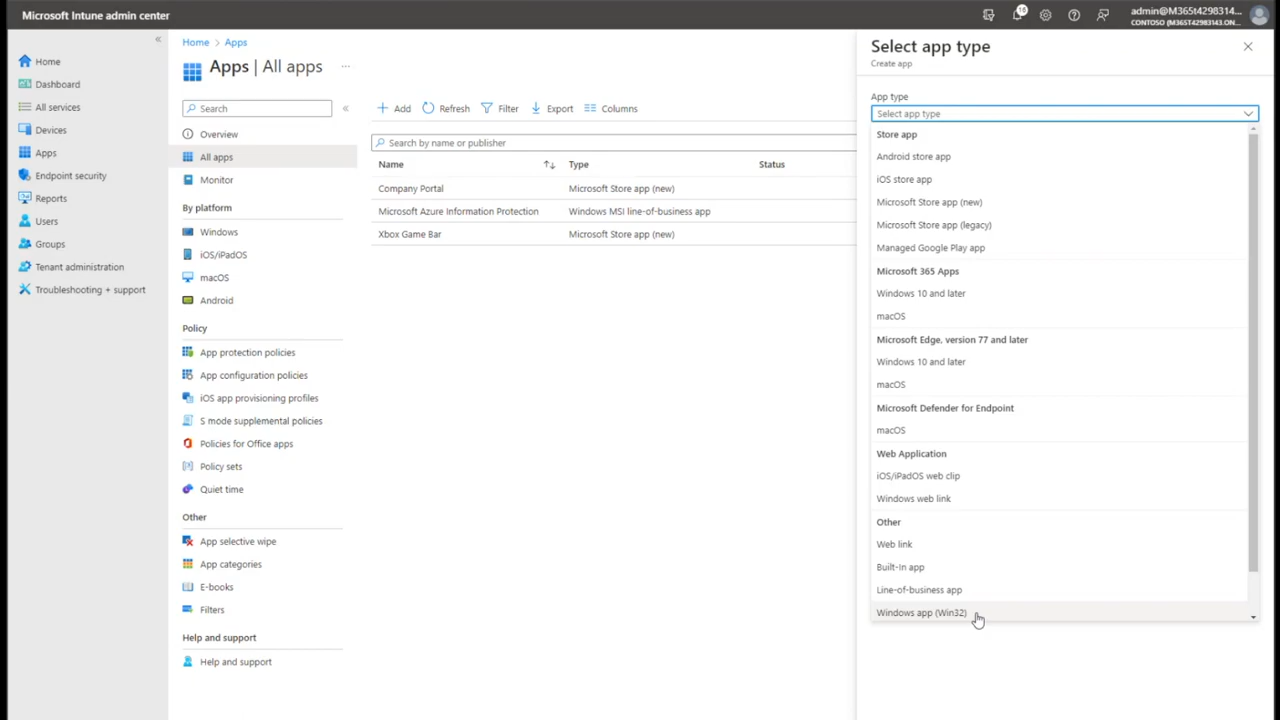 Microsoft Intune admin center
16
admin@M365t4298314...
CONTOSO (M365T4298143.ON...
Home
Dashboard
All services
Devices
Apps
Endpoint security
Reports
Users
Groups
Tenant administration
Troubleshooting + support
Home > Apps
Apps | All apps ...
Search
Overview
All apps
Monitor
By platform
Windows
iOS/iPadOS
macOS
Android
Policy
App protection policies
App configuration policies
iOS app provisioning profiles
S mode supplemental policies
Policies for Office apps
Policy sets
Quiet time
Other
App selective wipe
App categories
E-books
Filters
Help and support
Help and support
Add Refresh Filter Export Columns
Search by name or publisher
Name Type Status
Company Portal Microsoft Store app (new)
Microsoft Azure Information Protection Windows MSI line-of-business app
Xbox Game Bar Microsoft Store app (new)
Select app type
Create app
App type
Select app type
Store app
Android store app
iOS store app
Microsoft Store app (new)
Microsoft Store app (legacy)
Managed Google Play app
Microsoft 365 Apps
Windows 10 and later
macOS
Microsoft Edge, version 77 and later
Windows 10 and later
macOS
Microsoft Defender for Endpoint
macOS
Web Application
iOS/iPadOS web clip
Windows web link
Other
Web link
Built-In app
Line-of-business app
Windows app (Win32)